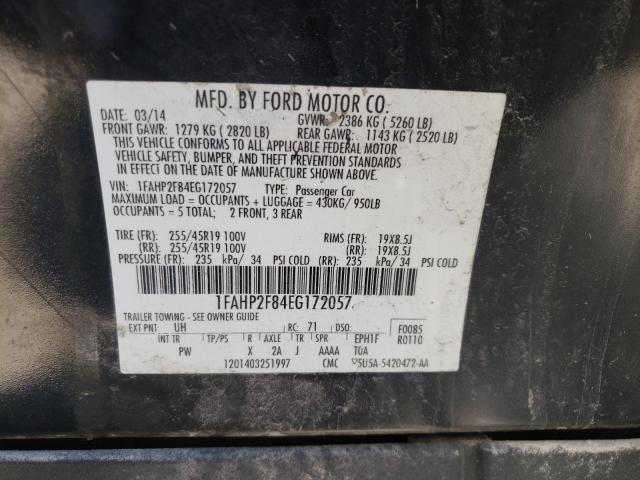 MFD. BY FORD MOTOR CO.
DATE: 03/14 GVWR: 2386 KG ( 5260 LB)
FRONT GAWR: 1279 KG ( 2820 LB) REAR GAWR: 1143 KG ( 2520 LB)
THIS VEHICLE CONFORMS TO ALL APPLICABLE FEDERAL MOTOR
VEHICLE SAFETY, BUMPER, AND THEFT PREVENTION STANDARDS
IN EFFECT ON THE DATE OF MANUFACTURE SHOWN ABOVE.
VIN: 1FAHP2F84EG172057 TYPE: Passenger Car
MAXIMUM LOAD = OCCUPANTS + LUGGAGE = 430KG/ 950LB
OCCUPANTS = 5 TOTAL; 2 FRONT, 3 REAR
TIRE (FR): 255/45R19 100V RIMS (FR): 19X8.5J
(RR): 255/45R19 100V (RR): 19X8.5J
PRESSURE (FR): 235 kPa/ 34 PSI COLD (RR): 235 kPa/ 34 PSI COLD
1FAHP2F84EG172057
TRAILER TOWING - SEE OWNER GUIDE
EXT PNT: UH RC: 71 DSO: F0085
INT TR TP/PS R AXLE TR SPR EPH1F R0110
PW X 2A J AAAA T0A
1201403251997 CMC 5U5A-5420472-AA